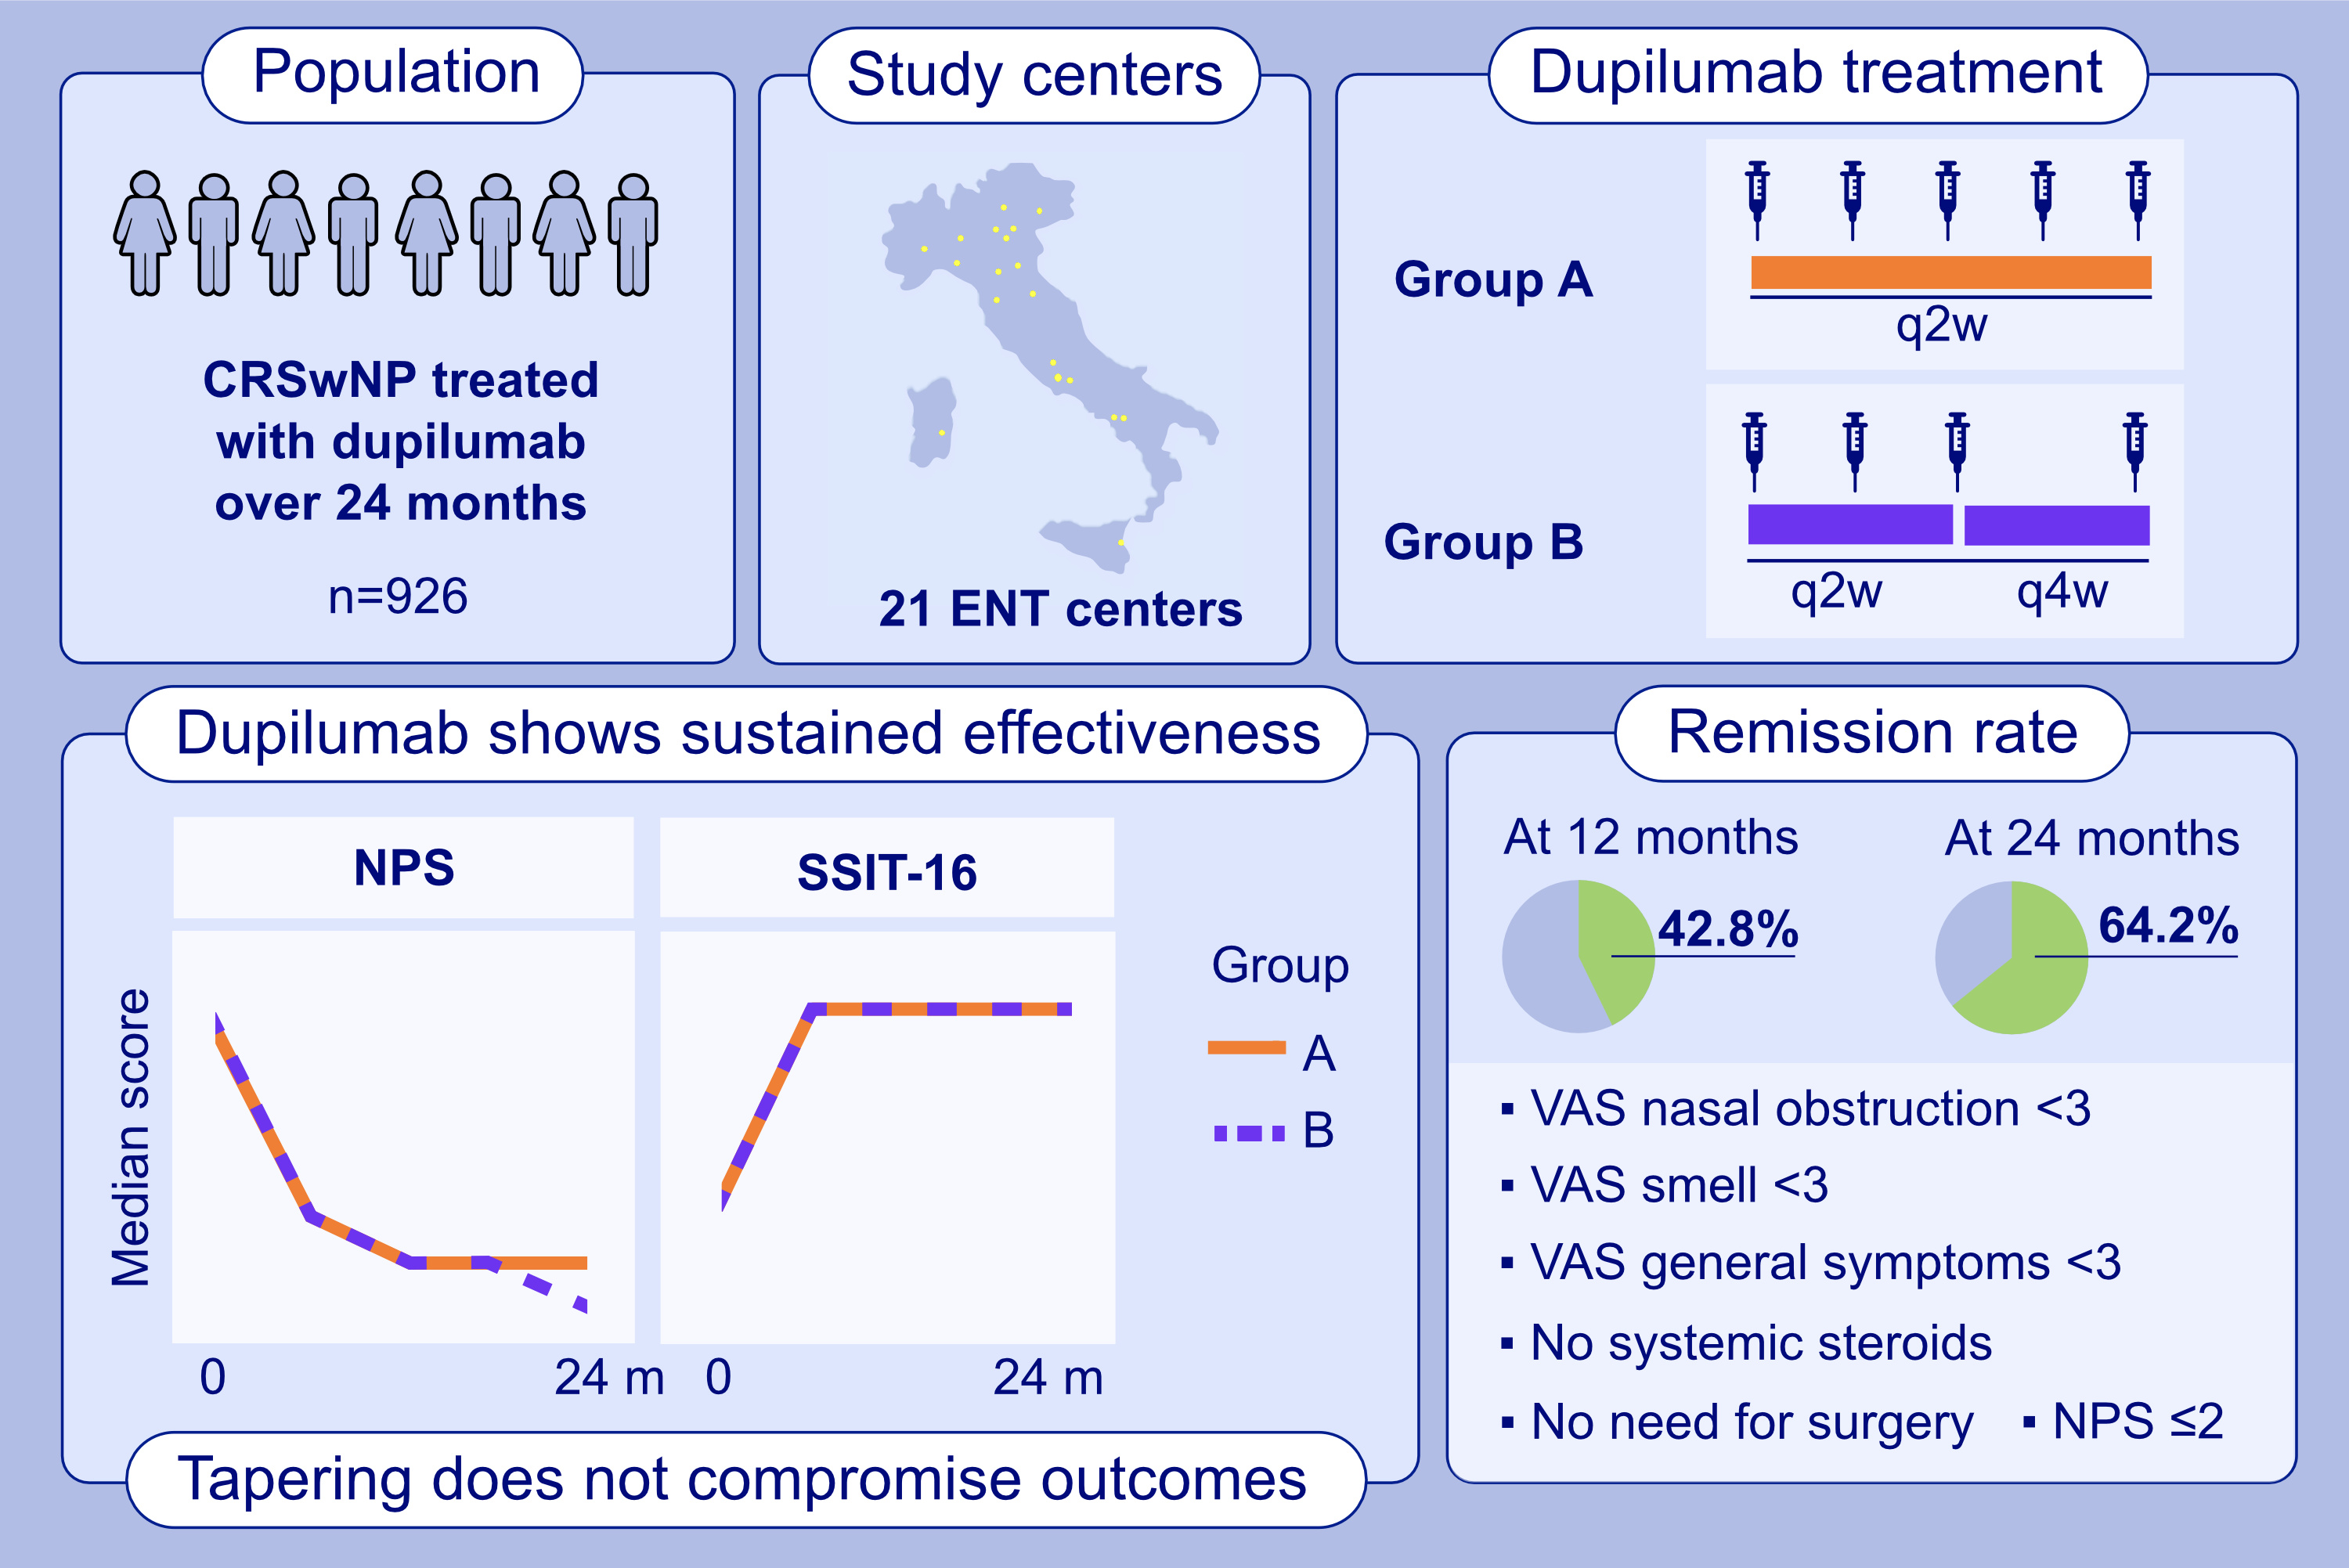 Population
CRSwNP treated
with dupilumab
over 24 months
n=926
Study centers
21 ENT centers
Dupilumab treatment
Group A
q2w
Group B
q2w
q4w
Dupilumab shows sustained effectiveness
NPS
SSIT-16
Median score
0
24 m
0
24 m
Group
A
B
Tapering does not compromise outcomes
Remission rate
At 12 months
42.8%
At 24 months
64.2%
▪ VAS nasal obstruction <3
▪ VAS smell <3
▪ VAS general symptoms <3
▪ No systemic steroids
▪ No need for surgery ▪ NPS ≤2